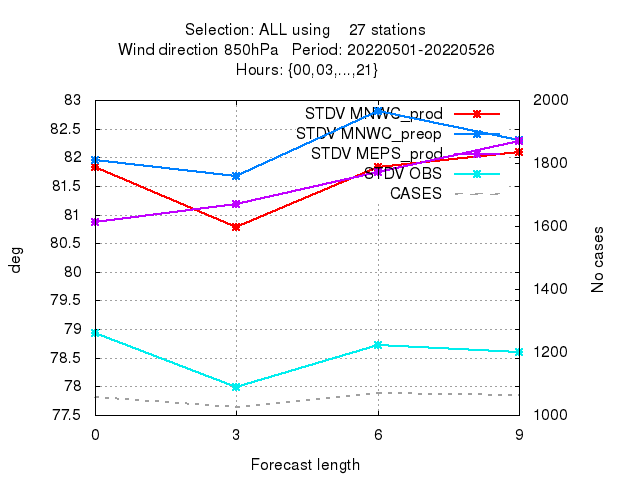 Selection: ALL using 27 stations
Wind direction 850hPa Period: 20220501-20220526
Hours: {00,03,...,21}
83
82.5
82
81.5
81
80.5
80
79.5
79
78.5
78
77.5
2000
1800
1600
1400
1200
1000
STDV MNWC_prod
STDV MNWC_preop
STDV MEPS_prod
STDV OBS
CASES
deg
No cases
0 3 6 9
Forecast length